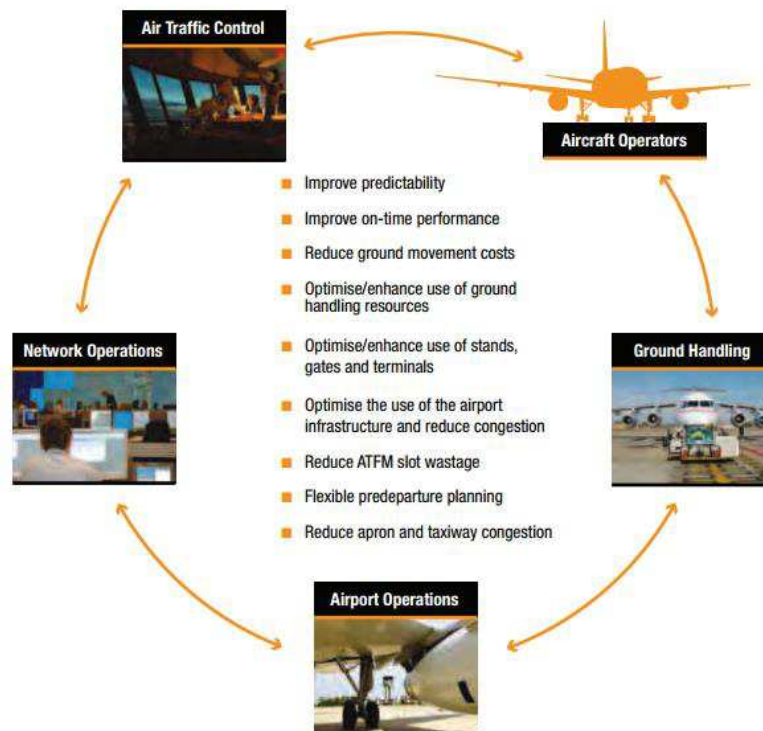 Air Traffic Control
Aircraft Operators
■ Improve predictability
■ Improve on-time performance
■ Reduce ground movement costs
■ Optimise/enhance use of ground
handling resources
■ Optimise/enhance use of stands,
gates and terminals
■ Optimise the use of the airport
infrastructure and reduce congestion
■ Reduce ATFM slot wastage
■ Flexible predeparture planning
■ Reduce apron and taxiway congestion
Network Operations
Ground Handling
Airport Operations